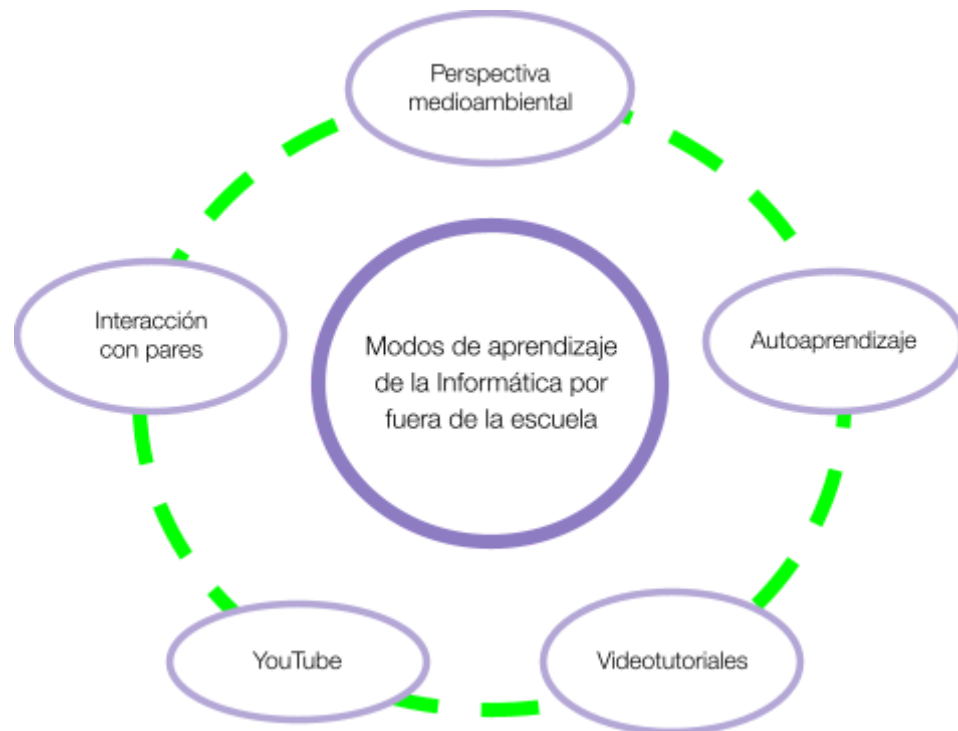 Perspectiva
medioambiental
Interacción
con pares
Modos de aprendizaje
de la Informática por
fuera de la escuela
Autoaprendizaje
YouTube
Videotutoriales